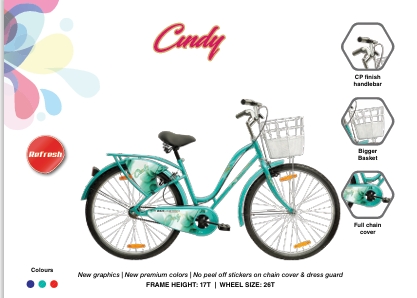 Cindy
CP finish
handlebar
Refresh
Bigger
Basket
Full chain
cover
Colours
New graphics | New premium colors | No peel off stickers on chain cover & dress guard
FRAME HEIGHT: 17T | WHEEL SIZE: 26T